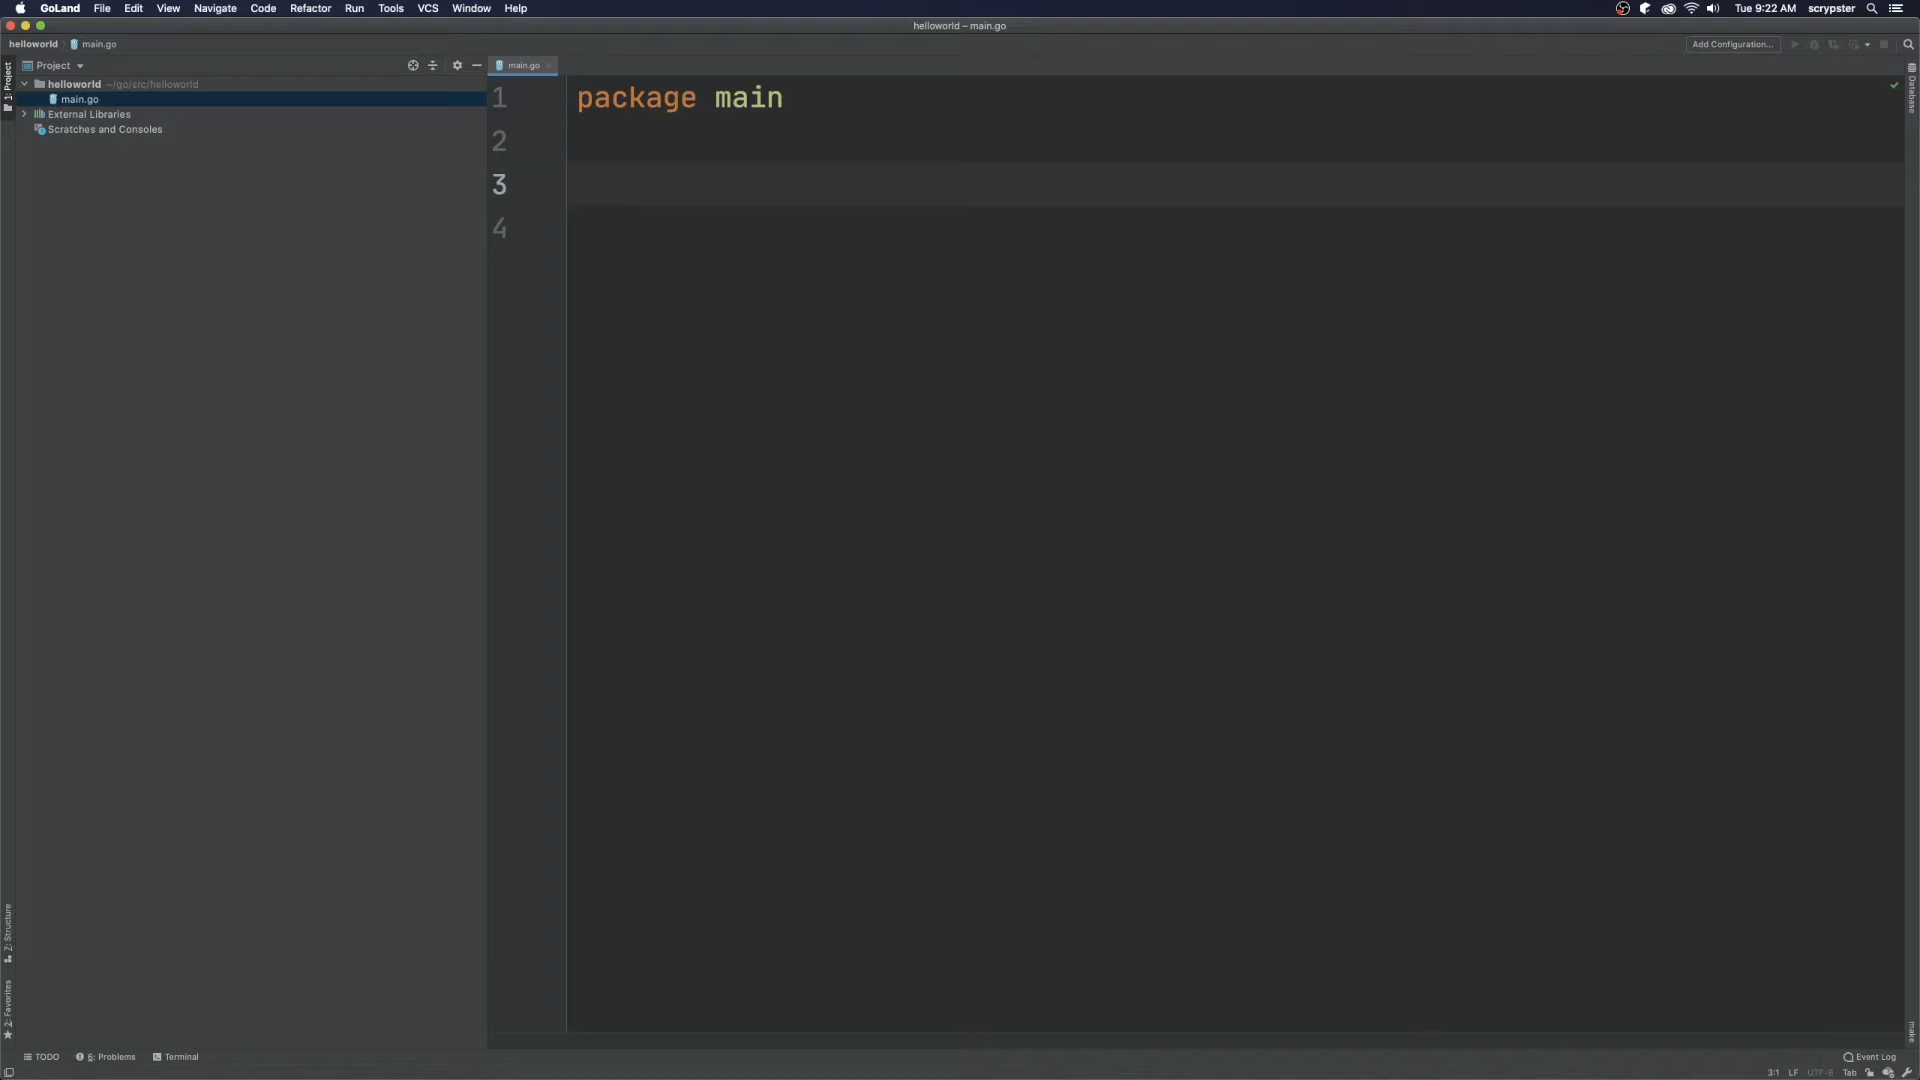 GoLand File Edit View Navigate Code Refactor Run Tools VCS Window Help Tue 9:22 AM scrypster
helloworld – main.go
helloworld main.go Add Configuration...
1: Project
Project
main.go
helloworld ~/go/src/helloworld
main.go
External Libraries
Scratches and Consoles
1 package main
2
3
4
Database
Z: Structure
2: Favorites
make
TODO 6: Problems Terminal Event Log
3:1 LF UTF-8 Tab